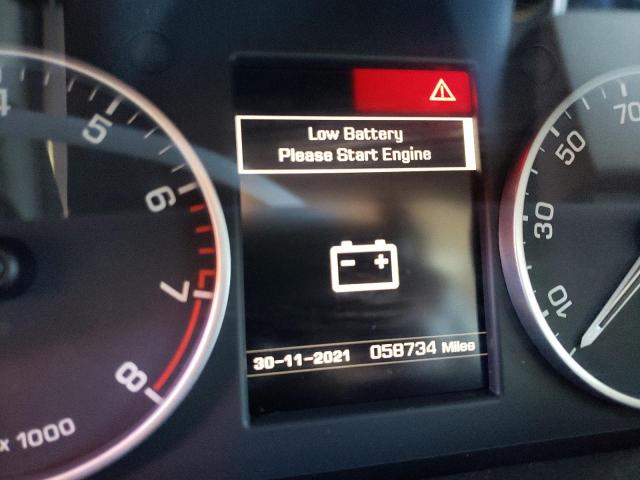 Low Battery
Please Start Engine
- +
30-11-2021 058734 Miles
4
5
6
7
8
x 1000
10
30
50
70